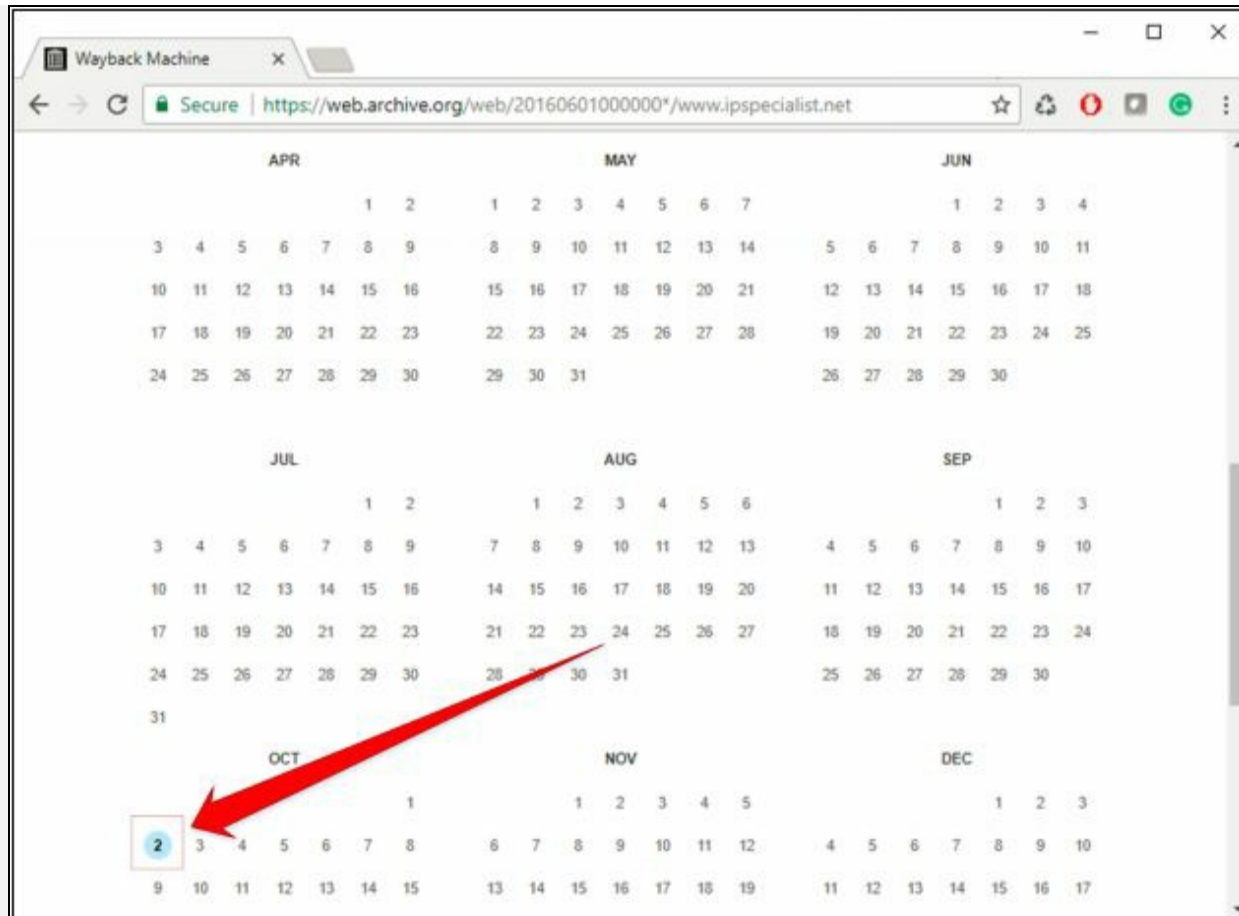 Wayback Machine
Secure | https://web.archive.org/web/20160601000000*/www.ipspecialist.net
APR MAY JUN
1 2 1 2 3 4 5 6 7 1 2 3 4
3 4 5 6 7 8 9 8 9 10 11 12 13 14 5 6 7 8 9 10 11
10 11 12 13 14 15 16 15 16 17 18 19 20 21 12 13 14 15 16 17 18
17 18 19 20 21 22 23 22 23 24 25 26 27 28 19 20 21 22 23 24 25
24 25 26 27 28 29 30 29 30 31 26 27 28 29 30
JUL AUG SEP
1 2 1 2 3 4 5 6 1 2 3
3 4 5 6 7 8 9 7 8 9 10 11 12 13 4 5 6 7 8 9 10
10 11 12 13 14 15 16 14 15 16 17 18 19 20 11 12 13 14 15 16 17
17 18 19 20 21 22 23 21 22 23 24 25 26 27 18 19 20 21 22 23 24
24 25 26 27 28 29 30 28 29 30 31 25 26 27 28 29 30
31
OCT NOV DEC
1 1 2 3 4 5 1 2 3
2 3 4 5 6 7 8 6 7 8 9 10 11 12 4 5 6 7 8 9 10
9 10 11 12 13 14 15 13 14 15 16 17 18 19 11 12 13 14 15 16 17